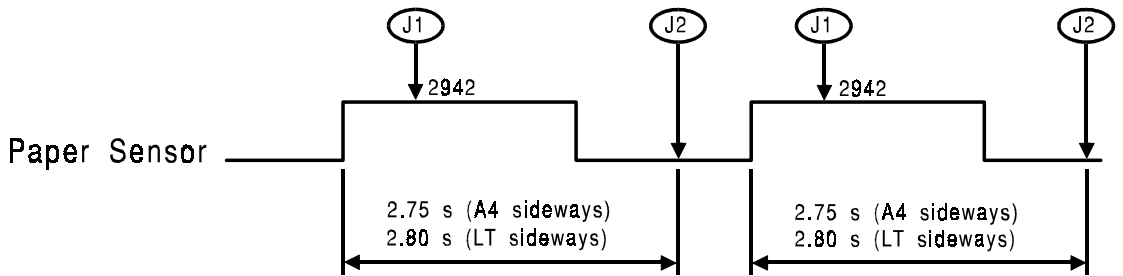 J1 J2 J1 J2
2942 2942
Paper Sensor
2.75 s (A4 sideways) 2.75 s (A4 sideways)
2.80 s (LT sideways) 2.80 s (LT sideways)